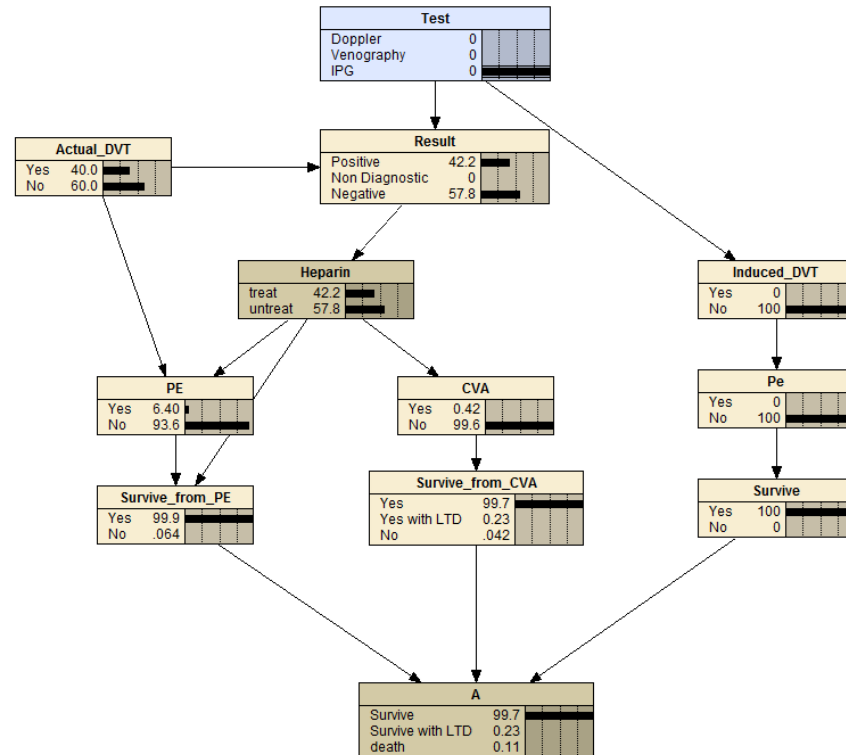 Test
Doppler 0
Venography 0
IPG 0
Actual_DVT
Yes 40.0
No 60.0
Result
Positive 42.2
Non Diagnostic 0
Negative 57.8
Heparin
treat 42.2
untreat 57.8
Induced_DVT
Yes 0
No 100
PE
Yes 6.40
No 93.6
CVA
Yes 0.42
No 99.6
Pe
Yes 0
No 100
Survive_from_PE
Yes 99.9
No .064
Survive_from_CVA
Yes 99.7
Yes with LTD 0.23
No .042
Survive
Yes 100
No 0
A
Survive 99.7
Survive with LTD 0.23
death 0.11